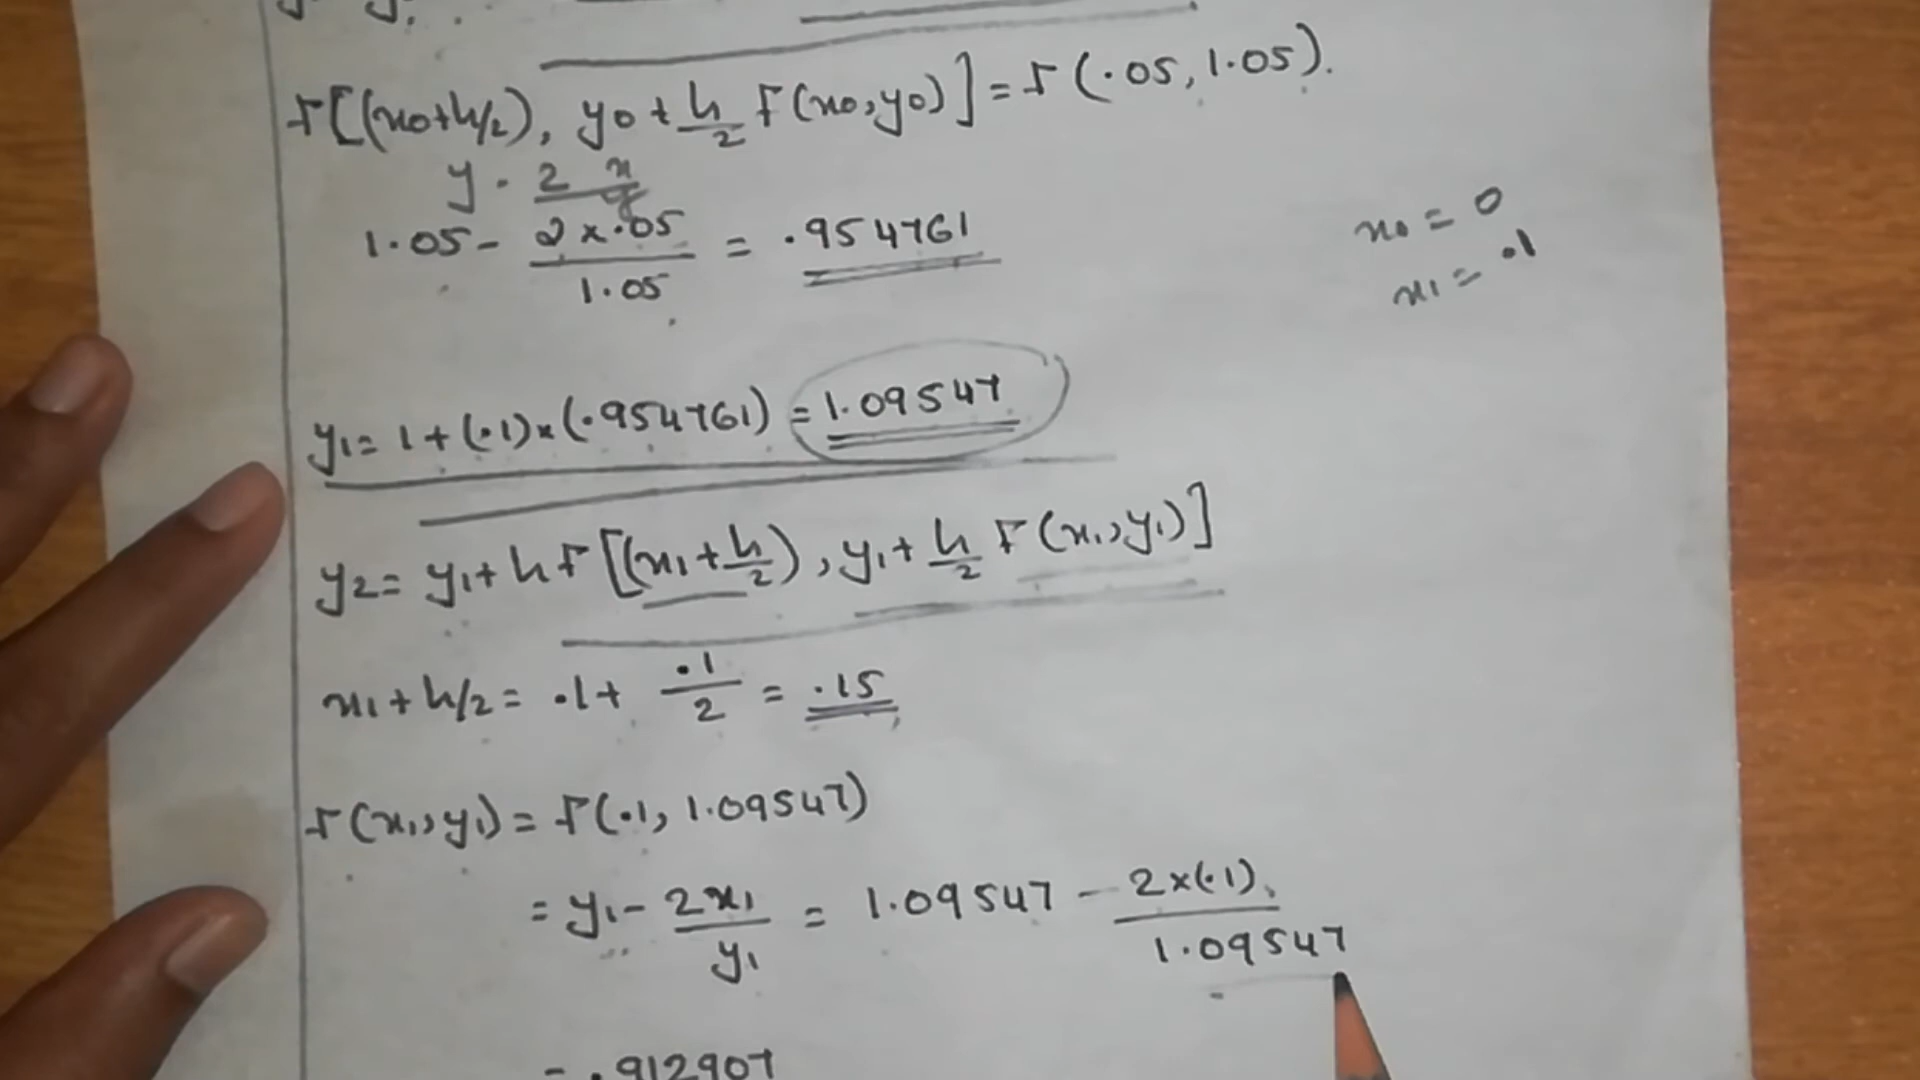 f[(x0+h/2), y0+h/2 f(x0,y0)] = f(.05, 1.05).
y - 2x/y
1.05 - 2×.05/1.05 = .954761
x0 = 0
x1 = .1
y1 = 1+(.1)×(.954761) = 1.09547
y2 = y1+hf[(x1+h/2), y1+h/2 f(x1,y1)]
x1+h/2 = .1+ .1/2 = .15
f(x1,y1) = f(.1, 1.09547)
= y1 - 2x1/y1 = 1.09547 - 2×(.1)/1.09547
= .912907